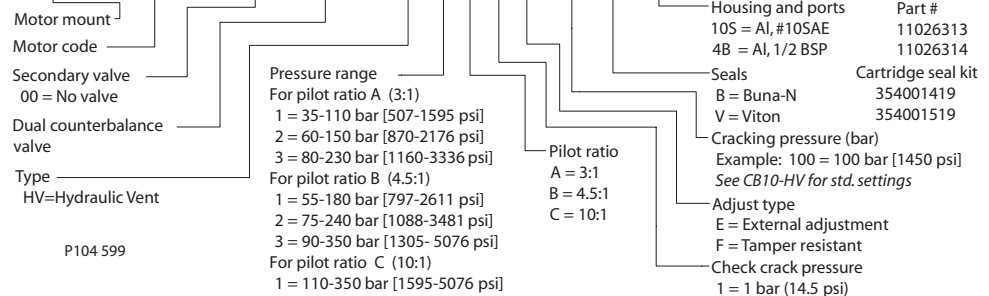 Motor mount
Motor code
Secondary valve
00 = No valve
Dual counterbalance
valve
Type
HV=Hydraulic Vent
P104 599
Pressure range
For pilot ratio A (3:1)
1 = 35-110 bar [507-1595 psi]
2 = 60-150 bar [870-2176 psi]
3 = 80-230 bar [1160-3336 psi]
For pilot ratio B (4.5:1)
1 = 55-180 bar [797-2611 psi]
2 = 75-240 bar [1088-3481 psi]
3 = 90-350 bar [1305- 5076 psi]
For pilot ratio C (10:1)
1 = 110-350 bar [1595-5076 psi]
Pilot ratio
A = 3:1
B = 4.5:1
C = 10:1
Housing and ports Part #
10S = Al, #10SAE 11026313
4B = Al, 1/2 BSP 11026314
Seals Cartridge seal kit
B = Buna-N 354001419
V = Viton 354001519
Cracking pressure (bar)
Example: 100 = 100 bar [1450 psi]
See CB10-HV for std. settings
Adjust type
E = External adjustment
F = Tamper resistant
Check crack pressure
1 = 1 bar (14.5 psi)